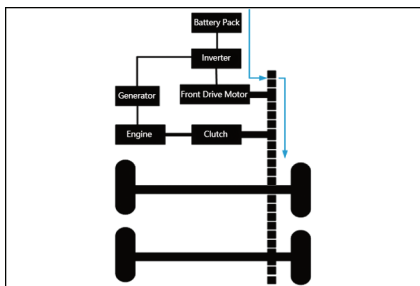 Battery Pack
Inverter
Generator
Front Drive Motor
Engine
Clutch